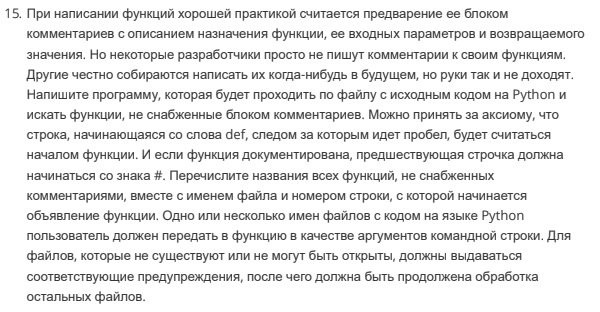 15. При написании функций хорошей практикой считается предварение ее блоком
комментариев с описанием назначения функции, ее входных параметров и возвращаемого
значения. Но некоторые разработчики просто не пишут комментарии к своим функциям.
Другие честно собираются написать их когда-нибудь в будущем, но руки так и не доходят.
Напишите программу, которая будет проходить по файлу с исходным кодом на Python и
искать функции, не снабженные блоком комментариев. Можно принять за аксиому, что
строка, начинающаяся со слова def, следом за которым идет пробел, будет считаться
началом функции. И если функция документирована, предшествующая строчка должна
начинаться со знака #. Перечислите названия всех функций, не снабженных
комментариями, вместе с именем файла и номером строки, с которой начинается
объявление функции. Одно или несколько имен файлов с кодом на языке Python
пользователь должен передать в функцию в качестве аргументов командной строки. Для
файлов, которые не существуют или не могут быть открыты, должны выдаваться
соответствующие предупреждения, после чего должна быть продолжена обработка
остальных файлов.